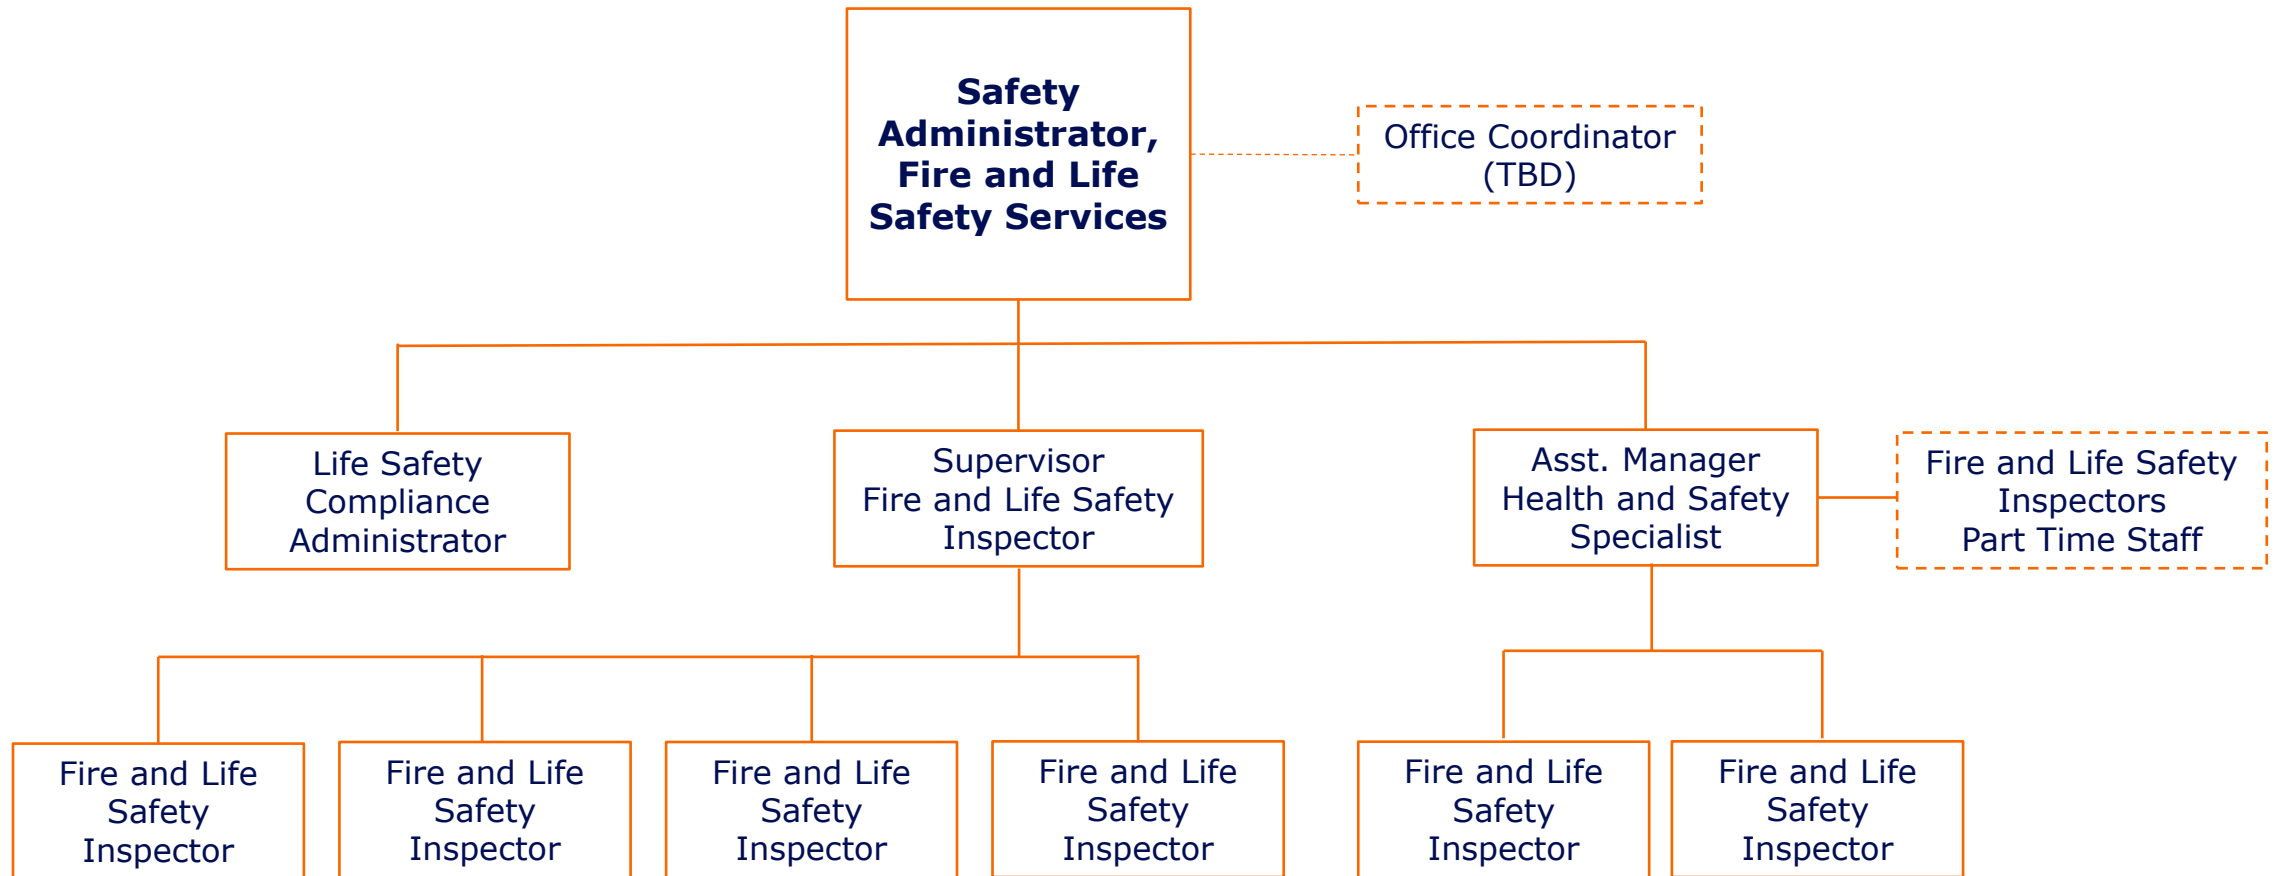 Safety
Administrator,
Fire and Life
Safety Services
Office Coordinator
(TBD)
Life Safety
Compliance
Administrator
Supervisor
Fire and Life Safety
Inspector
Asst. Manager
Health and Safety
Specialist
Fire and Life Safety
Inspectors
Part Time Staff
Fire and Life
Safety
Inspector
Fire and Life
Safety
Inspector
Fire and Life
Safety
Inspector
Fire and Life
Safety
Inspector
Fire and Life
Safety
Inspector
Fire and Life
Safety
Inspector